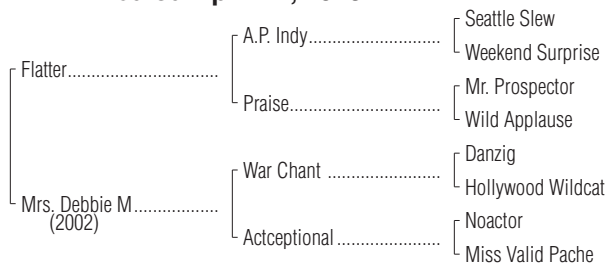 Seattle Slew
A.P. Indy
Weekend Surprise
Flatter
Mr. Prospector
Praise
Wild Applause
Danzig
War Chant
Hollywood Wildcat
Mrs. Debbie M
(2002)
Noactor
Actceptional
Miss Valid Pache